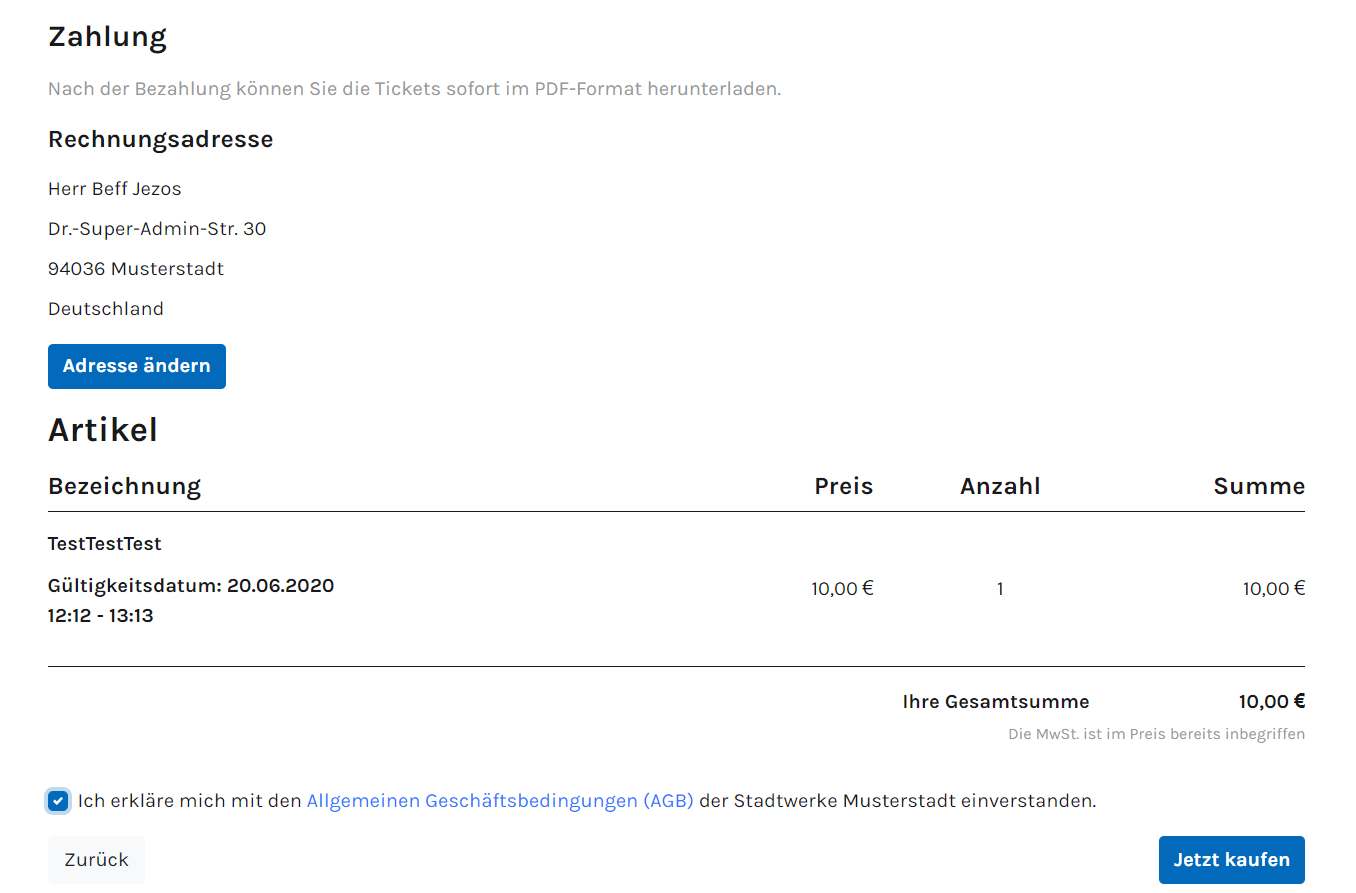 Zahlung
Nach der Bezahlung können Sie die Tickets sofort im PDF-Format herunterladen.
Rechnungsadresse
Herr Beff Jezos
Dr.-Super-Admin-Str. 30
94036 Musterstadt
Deutschland
Adresse ändern
Artikel
Bezeichnung Preis Anzahl Summe
TestTestTest
Gültigkeitsdatum: 20.06.2020
12:12 - 13:13
10,00 € 1 10,00 €
Ihre Gesamtsumme 10,00 €
Die MwSt. ist im Preis bereits inbegriffen
Ich erkläre mich mit den Allgemeinen Geschäftsbedingungen (AGB) der Stadtwerke Musterstadt einverstanden.
Zurück Jetzt kaufen